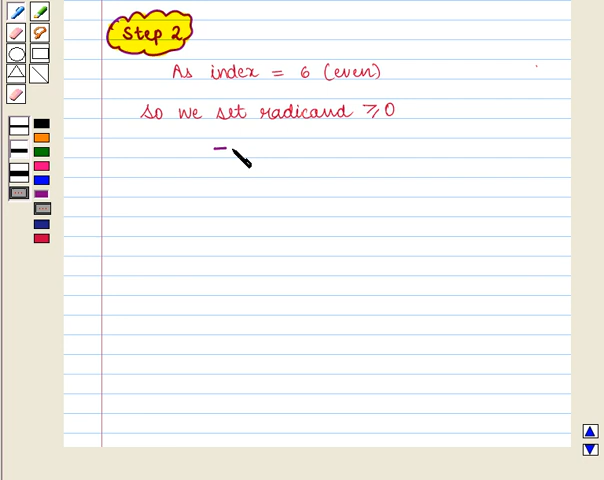 Step 2
As index = 6 (even)
So we set radicand ⩾ 0
-